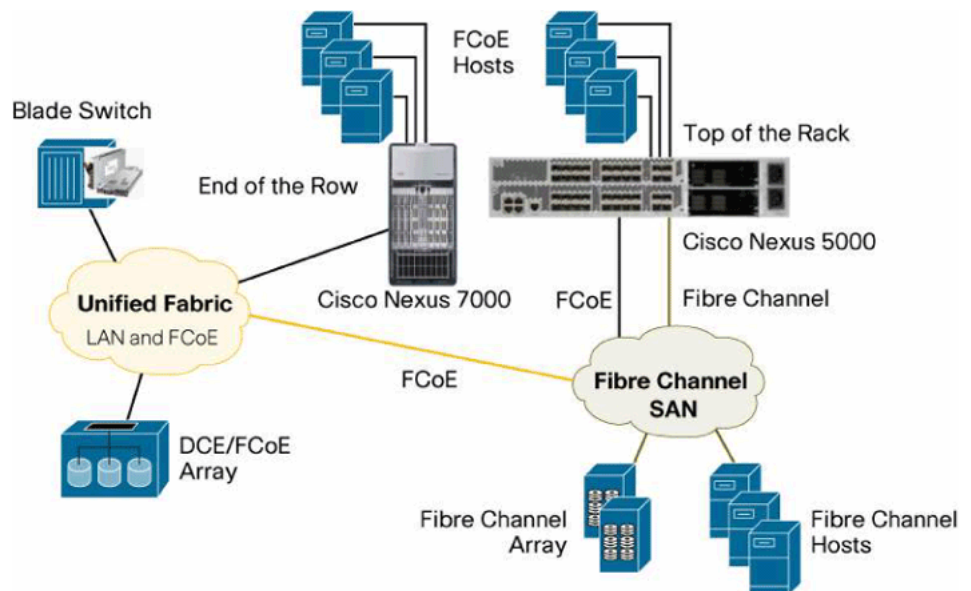 FCoE
Hosts
Blade Switch
Top of the Rack
End of the Row
Cisco Nexus 5000
Cisco Nexus 7000
FCoE
Fibre Channel
Unified Fabric
LAN and FCoE
FCoE
Fibre Channel
SAN
DCE/FCoE
Array
Fibre Channel
Array
Fibre Channel
Hosts